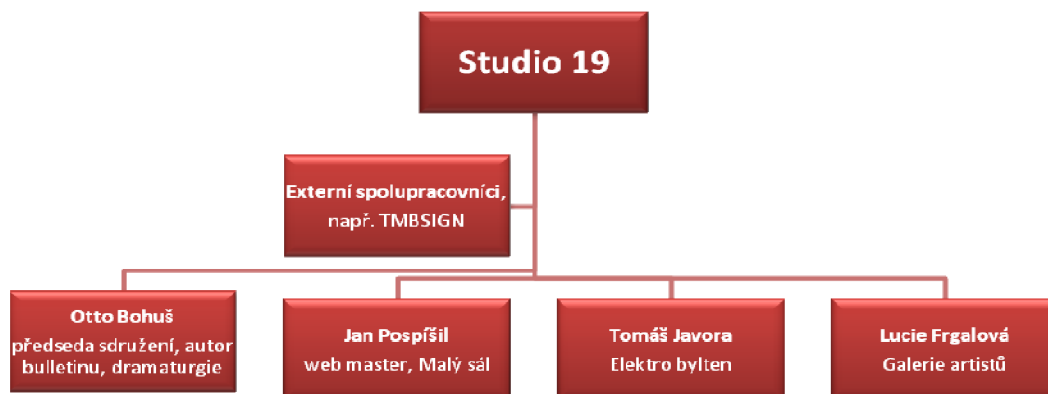 Studio 19
Externí spolupracovníci,
např. TMBSIGN
Otto Bohuš
předseda sdružení, autor
bulletinu, dramaturgie
Jan Pospíšil
web master, Malý sál
Tomáš Javora
Elektro bylten
Lucie Frgalová
Galerie artistů